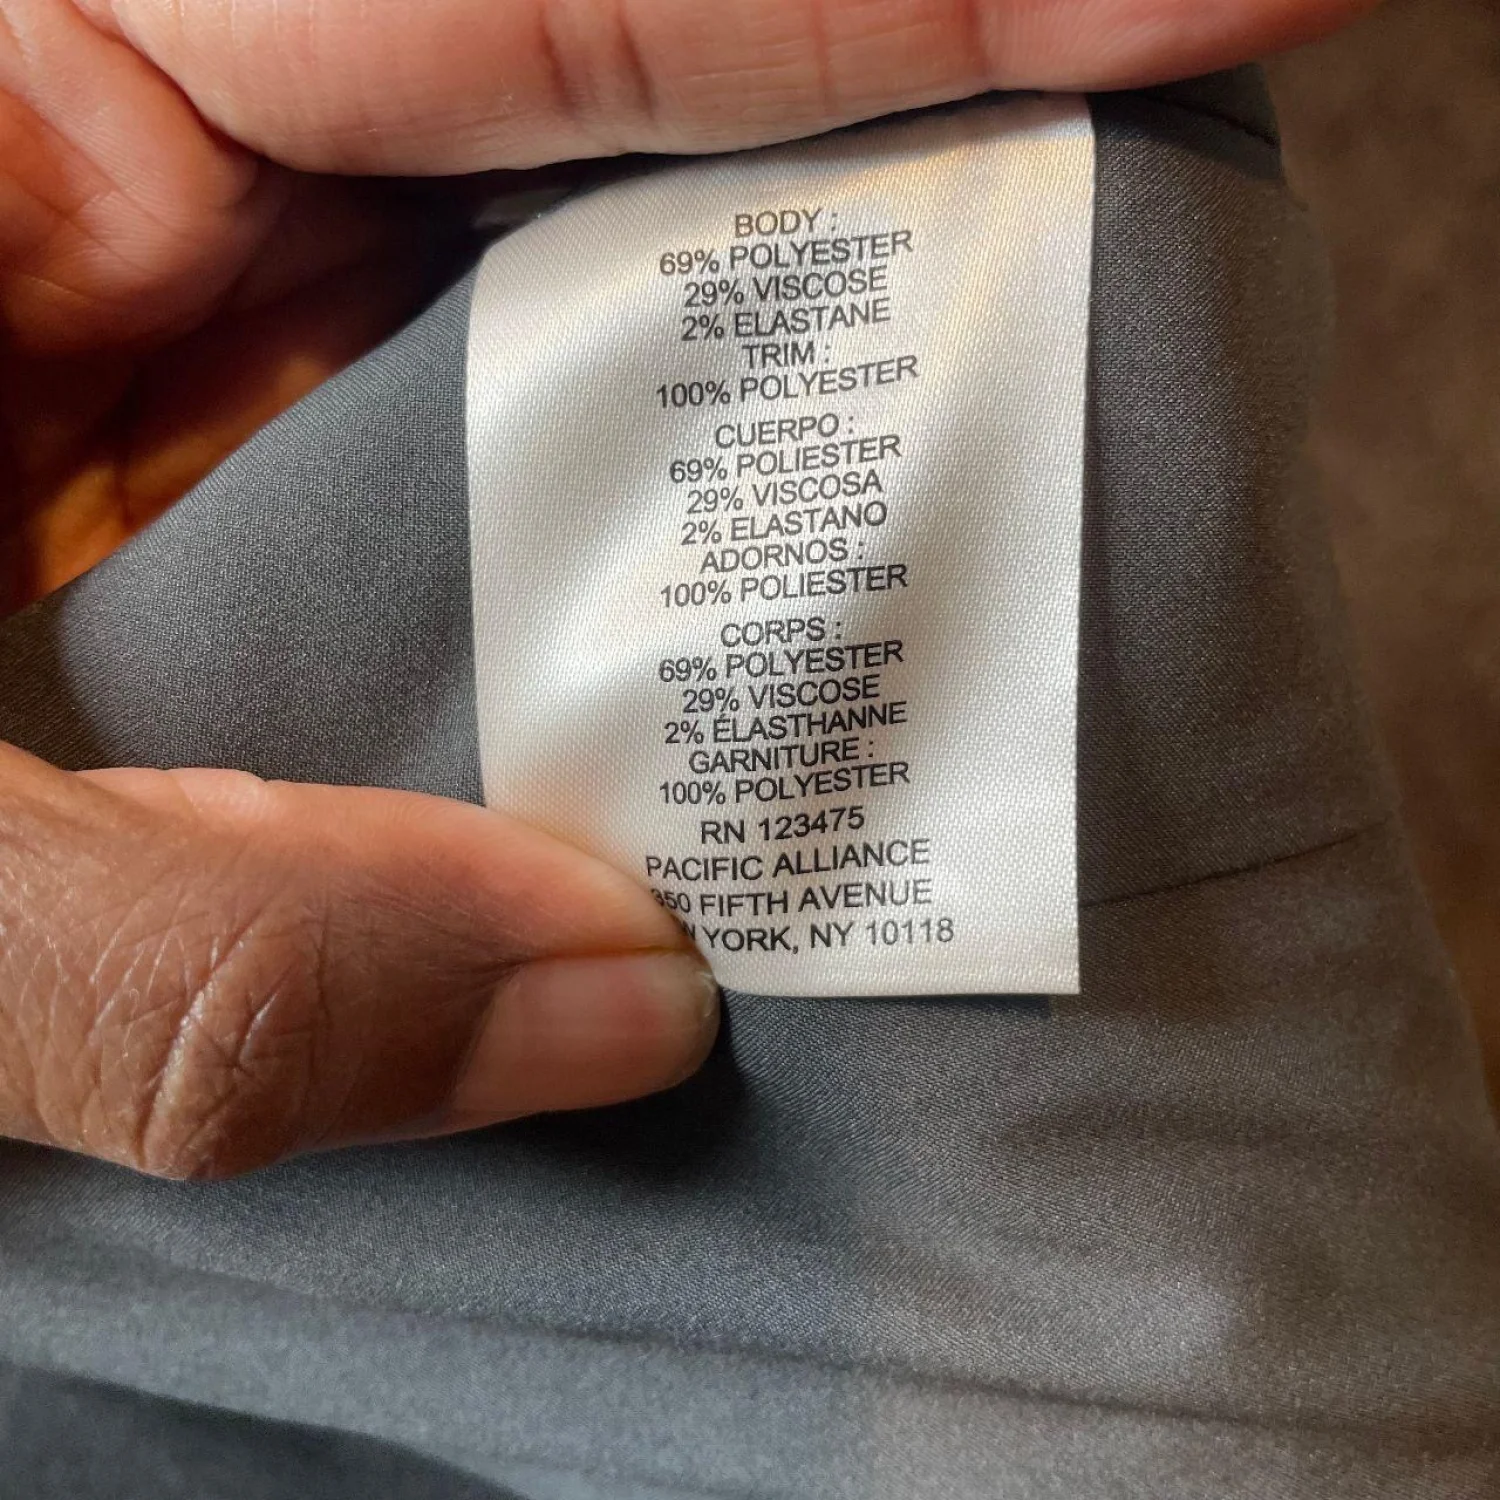 BODY :
69% POLYESTER
29% VISCOSE
2% ELASTANE
TRIM :
100% POLYESTER
CUERPO :
69% POLIESTER
29% VISCOSA
2% ELASTANO
ADORNOS :
100% POLIESTER
CORPS :
69% POLYESTER
29% VISCOSE
2% ÉLASTHANNE
GARNITURE :
100% POLYESTER
RN 123475
PACIFIC ALLIANCE
FIFTH AVENUE
YORK, NY 10118